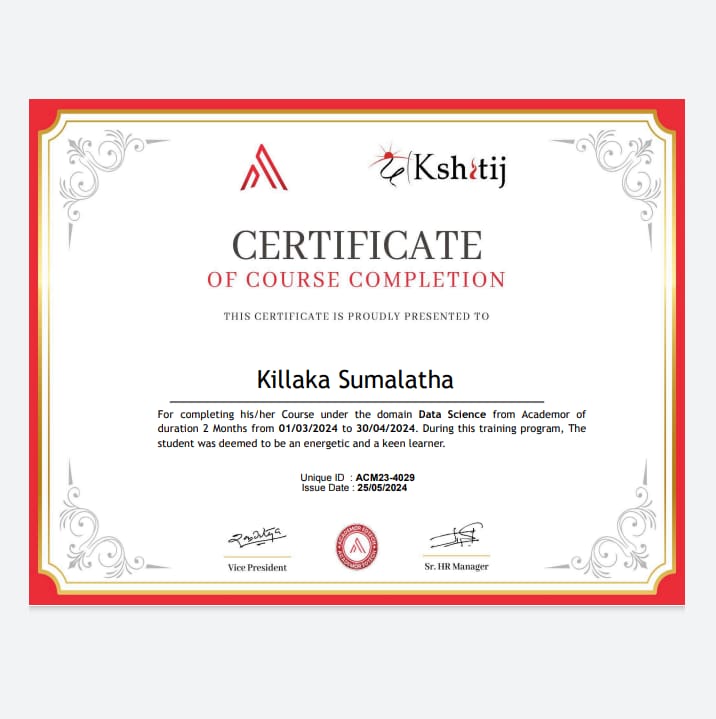 Kshitij
CERTIFICATE
OF COURSE COMPLETION
THIS CERTIFICATE IS PROUDLY PRESENTED TO
Killaka Sumalatha
For completing his/her Course under the domain Data Science from Academor of
duration 2 Months from 01/03/2024 to 30/04/2024. During this training program, The
student was deemed to be an energetic and a keen learner.
Unique ID : ACM23-4029
Issue Date : 25/05/2024
Vice President
Sr. HR Manager